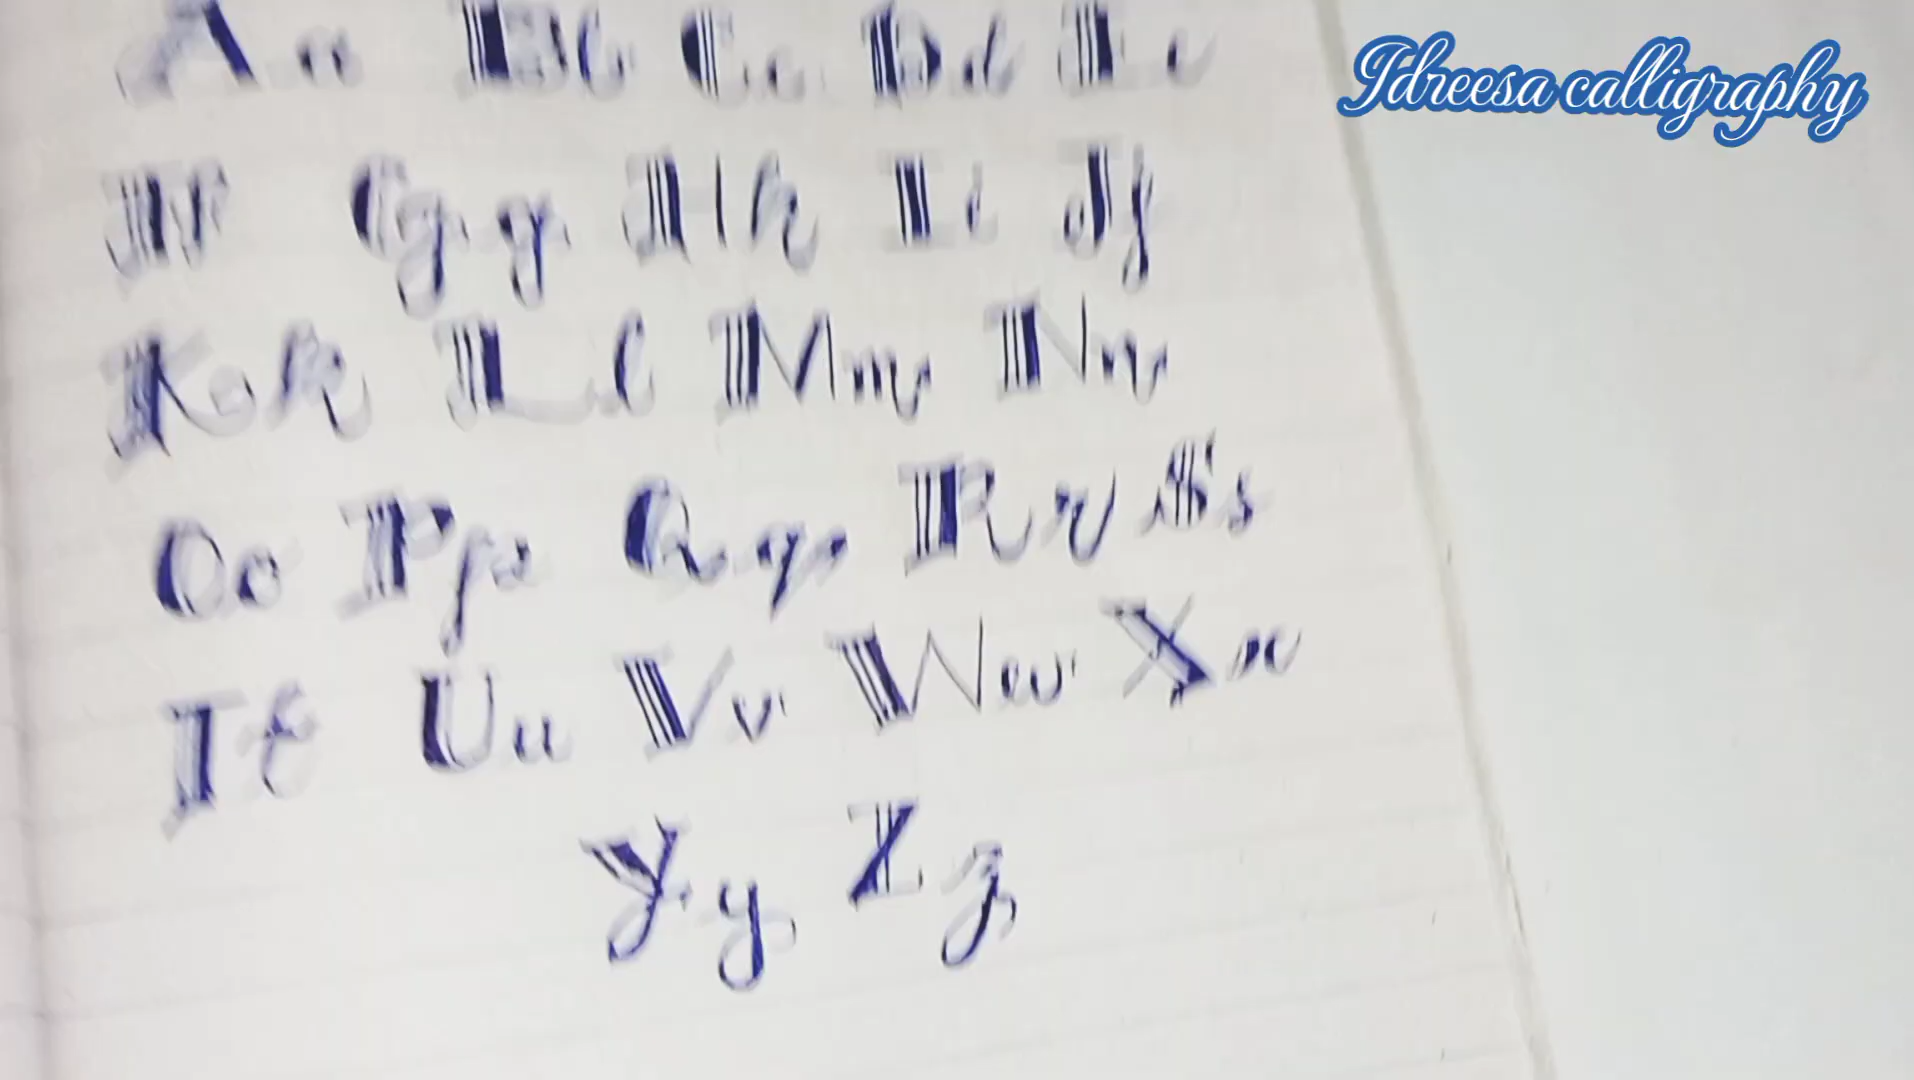 Idreesa calligraphy
Aa Bb Cc Dd Ee
Ff Gg Hh Ii Jj
Kk Ll Mm Nn
Oo Pp Qq Rr Ss
Tt Uu Vv Ww Xx
Yy Zz